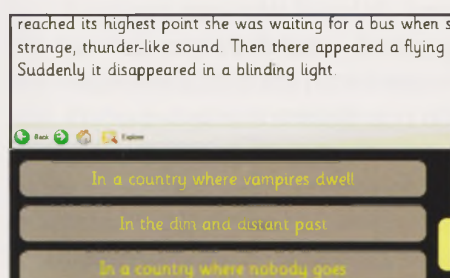 reached its highest point she was waiting for a bus when s
strange, thunder-like sound. Then there appeared a flying
Suddenly it disappeared in a blinding light.
Back Explore
In a country where vampires dwell
In the dim and distant past
In a country where nobody goes